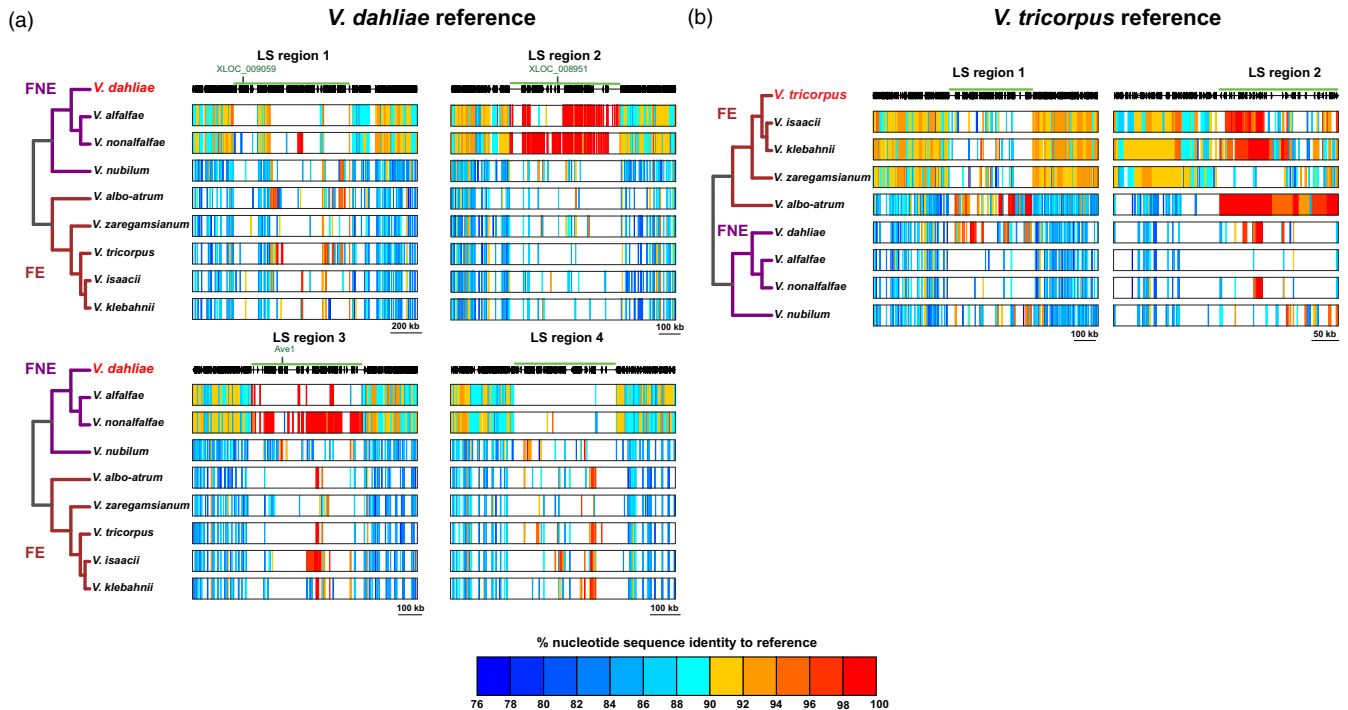 (a)
V. dahliae reference
LS region 1
XLOC_009059
LS region 2
XLOC_008951
FNE
V. dahliae
V. alfalfae
V. nonalfalfae
V. nubilum
V. albo-atrum
V. zaregamsianum
V. tricorpus
FE
V. isaacii
V. klebahnii
200 kb
100 kb
LS region 3
Ave1
LS region 4
FNE
V. dahliae
V. alfalfae
V. nonalfalfae
V. nubilum
V. albo-atrum
V. zaregamsianum
V. tricorpus
FE
V. isaacii
V. klebahnii
100 kb
100 kb
(b)
V. tricorpus reference
LS region 1
LS region 2
V. tricorpus
FE
V. isaacii
V. klebahnii
V. zaregamsianum
V. albo-atrum
FNE
V. dahliae
V. alfalfae
V. nonalfalfae
V. nubilum
100 kb
50 kb
% nucleotide sequence identity to reference
76 78 80 82 84 86 88 90 92 94 96 98 100